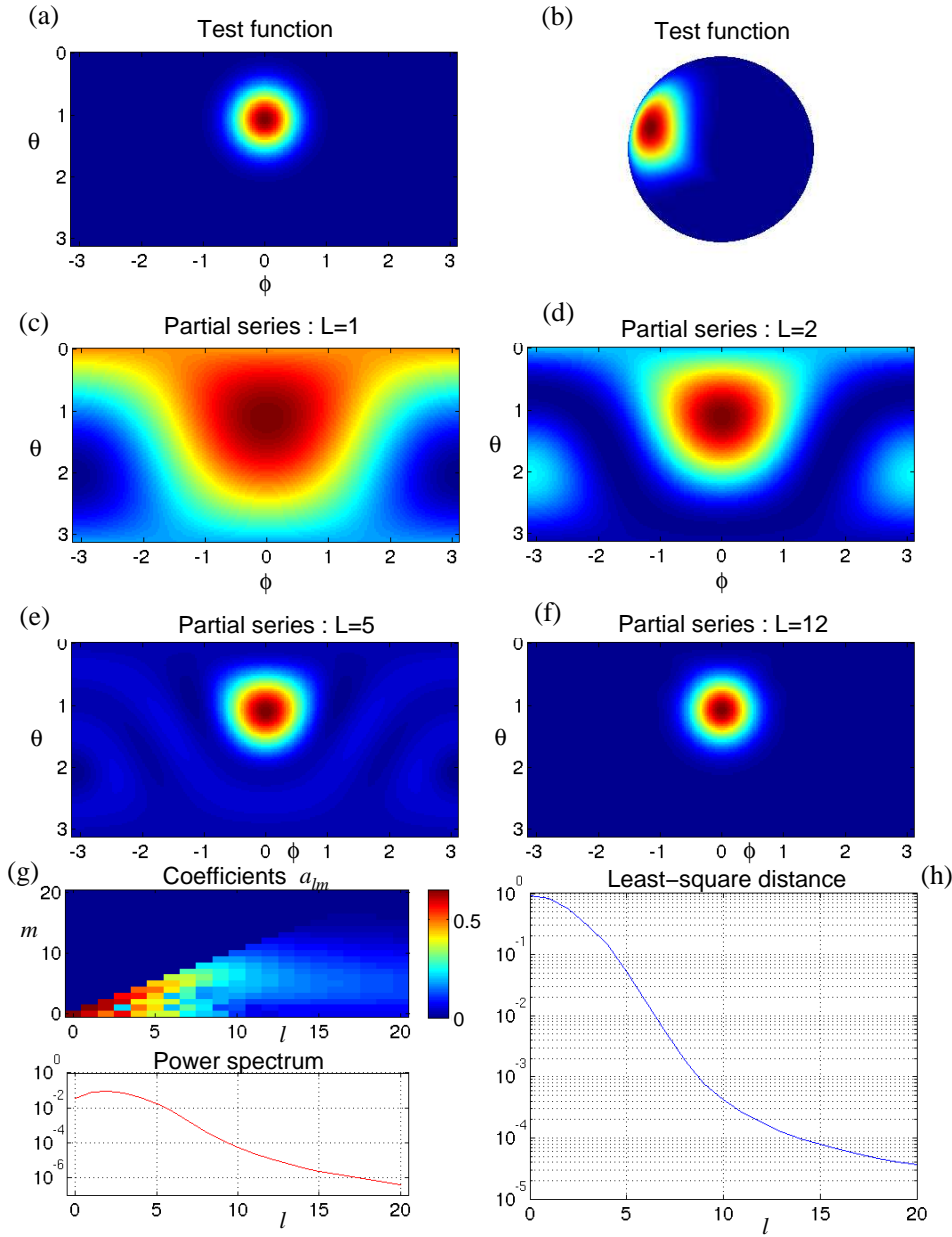 (a)
Test function
0
1
θ
2
3
-3 -2 -1 0 1 2 3
ϕ
(b)
Test function
(c)
Partial series : L=1
0
1
θ
2
3
-3 -2 -1 0 1 2 3
ϕ
(d)
Partial series : L=2
0
1
θ
2
3
-3 -2 -1 0 1 2 3
ϕ
(e)
Partial series : L=5
0
1
θ
2
3
-3 -2 -1 0 1 2 3
ϕ
(f)
Partial series : L=12
0
1
θ
2
3
-3 -2 -1 0 1 2 3
ϕ
(g)
Coefficients a_{lm}
20
m
10
0
0 5 10 15 20
l
0.5
0
Power spectrum
10^0
10^-2
10^-4
10^-6
0 5 10 15 20
l
(h)
Least−square distance
10^0
10^-1
10^-2
10^-3
10^-4
10^-5
0 5 10 15 20
l